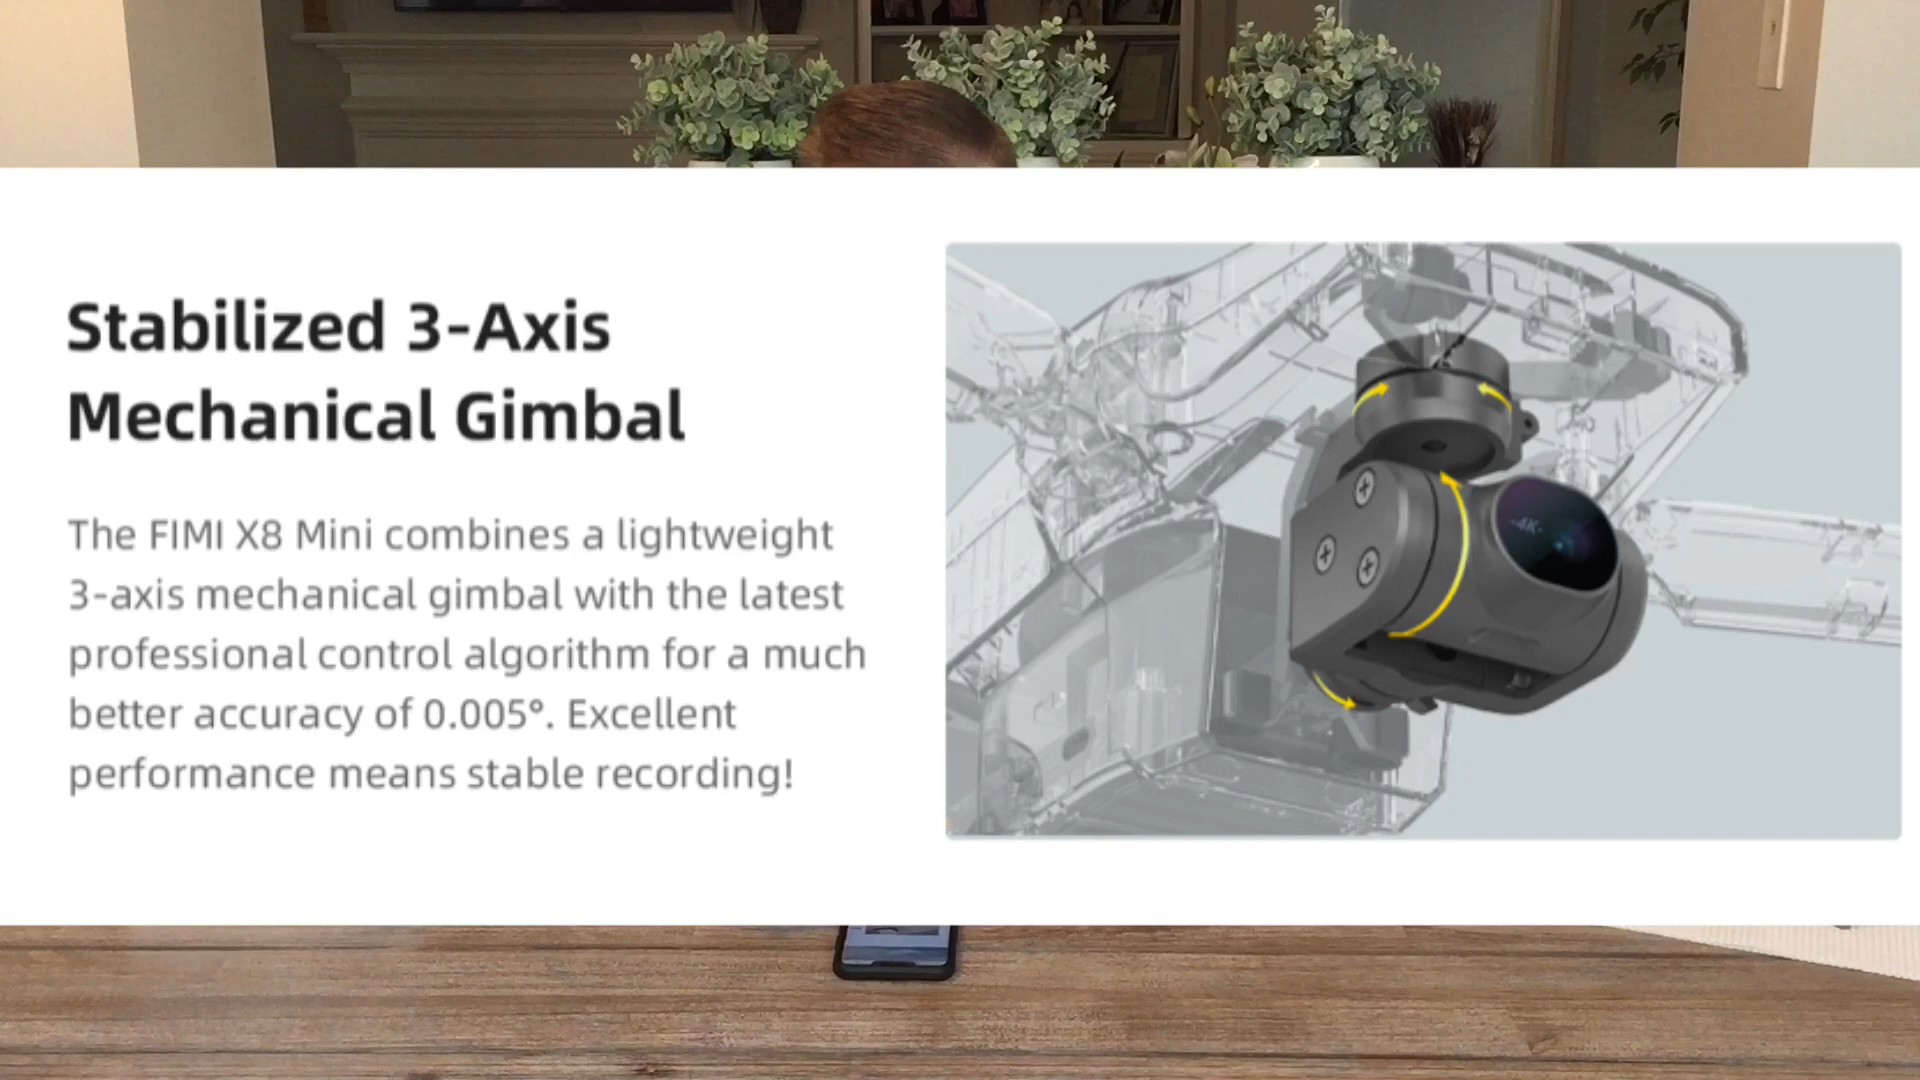 Stabilized 3-Axis
Mechanical Gimbal
The FIMI X8 Mini combines a lightweight
3-axis mechanical gimbal with the latest
professional control algorithm for a much
better accuracy of 0.005°. Excellent
performance means stable recording!
-4K-